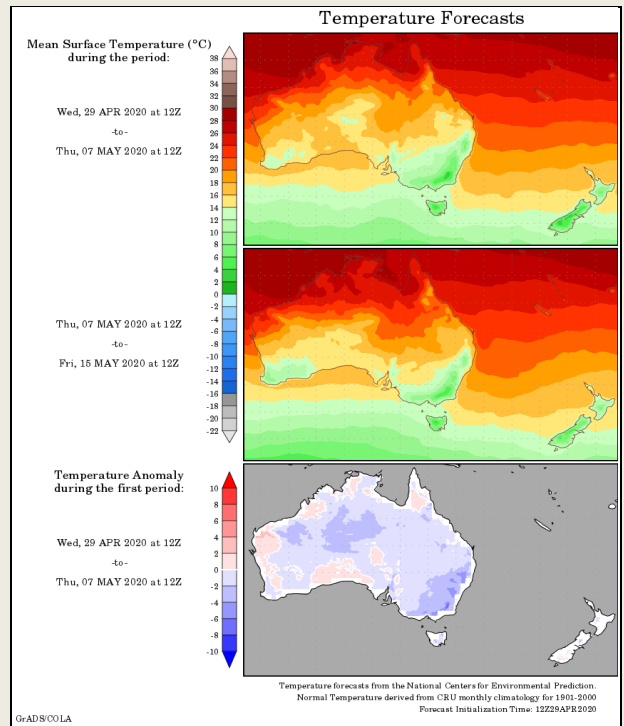 Temperature Forecasts
Mean Surface Temperature (°C)
during the period:
38
36
34
32
30
28
26
24
22
20
18
16
14
12
10
8
6
4
2
0
-2
-4
-6
-8
-10
-12
-14
-16
-18
-20
-22
Wed, 29 APR 2020 at 12Z
-to-
Thu, 07 MAY 2020 at 12Z
Thu, 07 MAY 2020 at 12Z
-to-
Fri, 15 MAY 2020 at 12Z
Temperature Anomaly
during the first period:
10
8
6
4
2
0
-2
-4
-6
-8
-10
Wed, 29 APR 2020 at 12Z
-to-
Thu, 07 MAY 2020 at 12Z
Temperature forecasts from the National Centers for Environmental Prediction.
Normal Temperature derived from CRU monthly climatology for 1901-2000
Forecast Initialization Time: 12Z29APR2020
GrADS/COLA